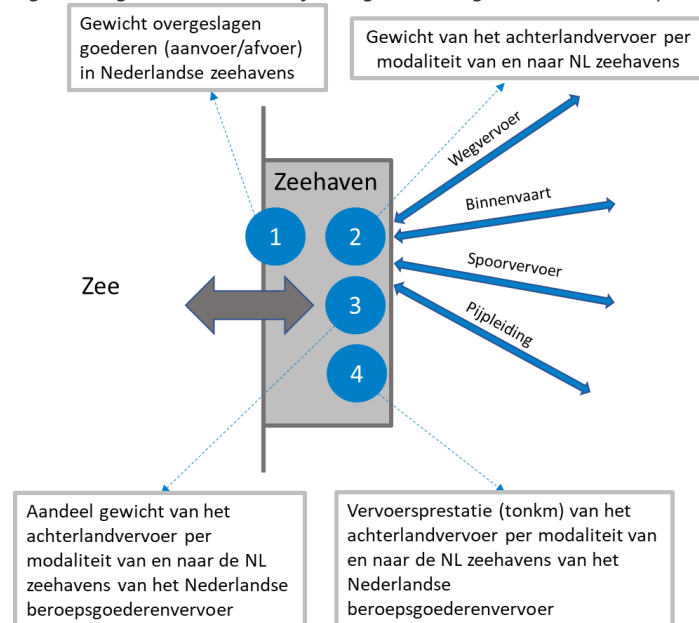 Gewicht overgeslagen
goederen (aanvoer/afvoer)
in Nederlandse zeehavens
Gewicht van het achterlandvervoer per
modaliteit van en naar NL zeehavens
Wegvervoer
Zeehaven
Binnenvaart
1
2
Spoorvervoer
Zee
3
Pijpleiding
4
Aandeel gewicht van het
achterlandvervoer per
modaliteit van en naar de NL
zeehavens van het Nederlandse
beroepsgoederenvervoer
Vervoersprestatie (tonkm) van het
achterlandvervoer per modaliteit van
en naar de NL zeehavens van het
Nederlandse
beroepsgoederenvervoer